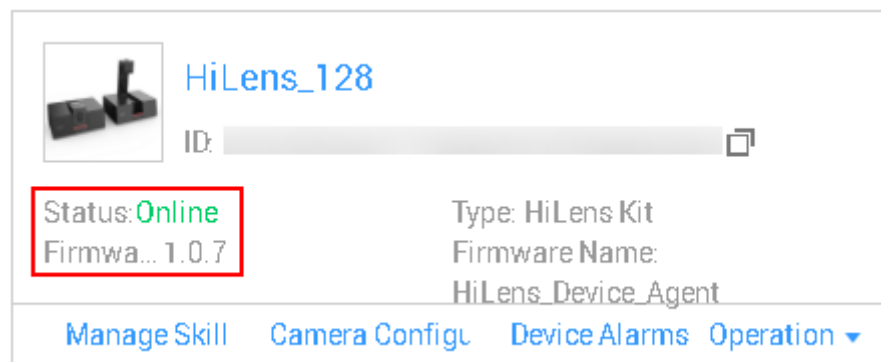 HiLens_128
ID:
Status:Online
Type: HiLens Kit
Firmwa... 1.0.7
Firmware Name:
HiLens_Device_Agent
Manage Skill Camera Configu Device Alarms Operation